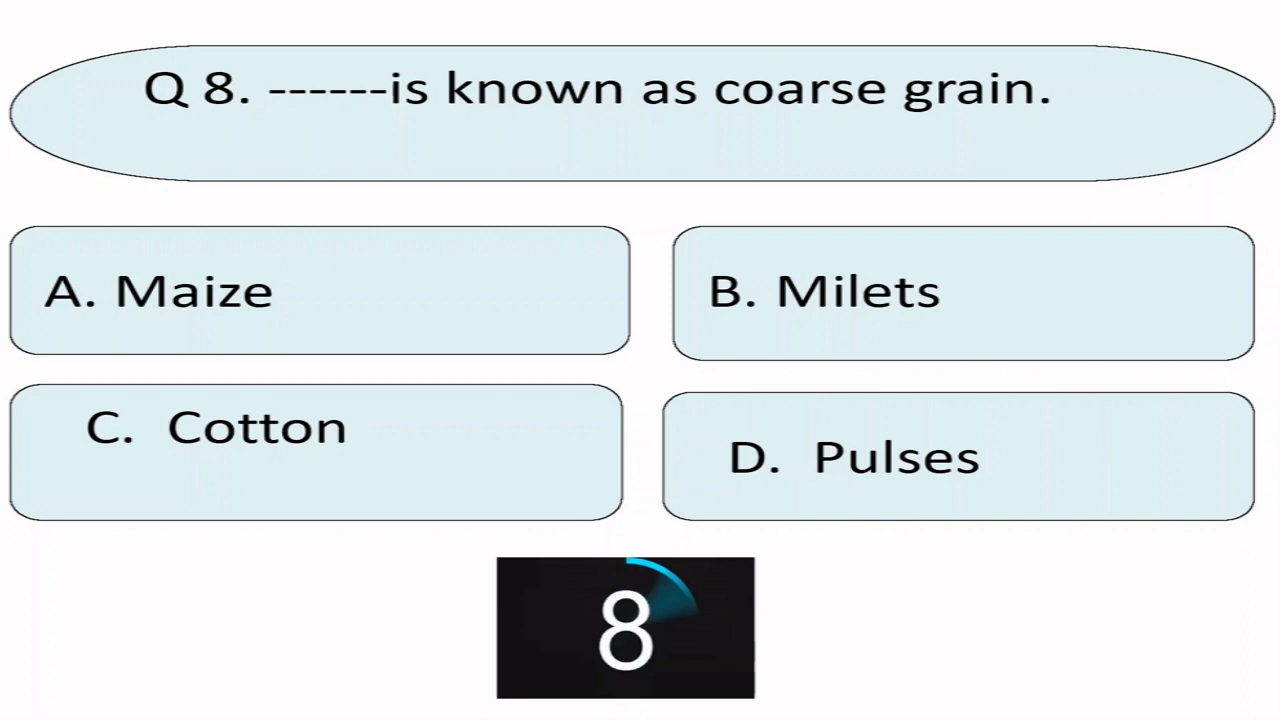 Q 8. ------is known as coarse grain.
A. Maize
B. Milets
C. Cotton
D. Pulses
8